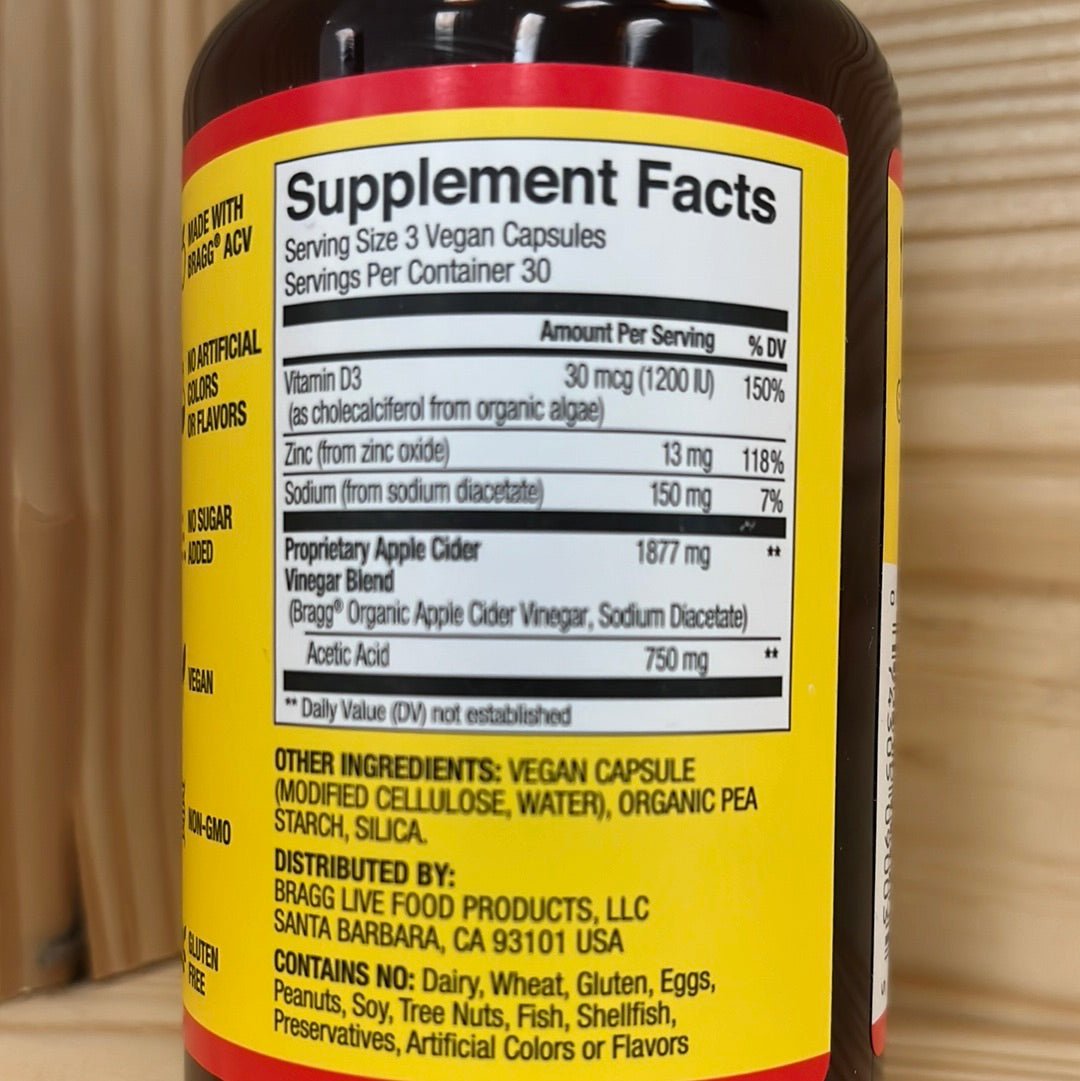 MADE WITH
BRAGG® ACV
NO ARTIFICIAL
COLORS
OR FLAVORS
NO SUGAR
ADDED
VEGAN
NON-GMO
GLUTEN
FREE
Supplement Facts
Serving Size 3 Vegan Capsules
Servings Per Container 30
Amount Per Serving % DV
Vitamin D3 30 mcg (1200 IU) 150%
(as cholecalciferol from organic algae)
Zinc (from zinc oxide) 13 mg 118%
Sodium (from sodium diacetate) 150 mg 7%
Proprietary Apple Cider 1877 mg **
Vinegar Blend
(Bragg® Organic Apple Cider Vinegar, Sodium Diacetate)
Acetic Acid 750 mg **
** Daily Value (DV) not established
OTHER INGREDIENTS: VEGAN CAPSULE
(MODIFIED CELLULOSE, WATER), ORGANIC PEA
STARCH, SILICA.
DISTRIBUTED BY:
BRAGG LIVE FOOD PRODUCTS, LLC
SANTA BARBARA, CA 93101 USA
CONTAINS NO: Dairy, Wheat, Gluten, Eggs,
Peanuts, Soy, Tree Nuts, Fish, Shellfish,
Preservatives, Artificial Colors or Flavors